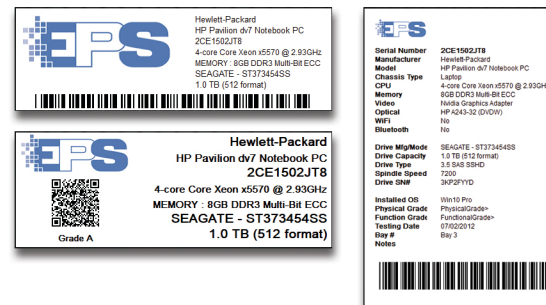 EPS
Hewlett-Packard
HP Pavilion dv7 Notebook PC
2CE1502JT8
4-core Core Xeon x5570 @ 2.93GHz
MEMORY : 8GB DDR3 Multi-Bit ECC
SEAGATE - ST373454SS
1.0 TB (512 format)
EPS
Grade A
Hewlett-Packard
HP Pavilion dv7 Notebook PC
2CE1502JT8
4-core Core Xeon x5570 @ 2.93GHz
MEMORY : 8GB DDR3 Multi-Bit ECC
SEAGATE - ST373454SS
1.0 TB (512 format)
EPS
Serial Number 2CE1502JT8
Manufacturer Hewlett-Packard
Model HP Pavilion dv7 Notebook PC
Chassis Type Laptop
CPU 4-core Core Xeon x5570 @ 2.93GH
Memory 8GB DDR3 Multi-Bit ECC
Video Nvidia Graphics Adapter
Optical HP A243-32 (DVDW)
WiFi No
Bluetooth No
Drive Mfg/Mode SEAGATE - ST373454SS
Drive Capacity 1.0 TB (512 format)
Drive Type 3.5 SAS SSHD
Spindle Speed 7200
Drive SN# 3KP2FYYD
Installed OS Win10 Pro
Physical Grade PhysicalGrade>
Function Grade FunctionalGrade>
Testing Date 07/02/2012
Bay # Bay 3
Notes